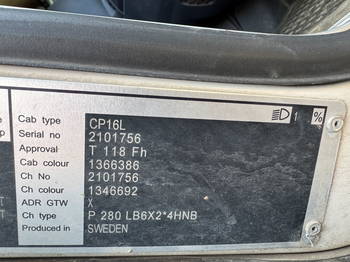 Cab type CP16L
Serial no 2101756
Approval T 118 Fh
Cab colour 1366386
Ch No 2101756
Ch colour 1346692
ADR GTW X
Ch type P 280 LB6X2*4HNB
Produced in SWEDEN
1 %